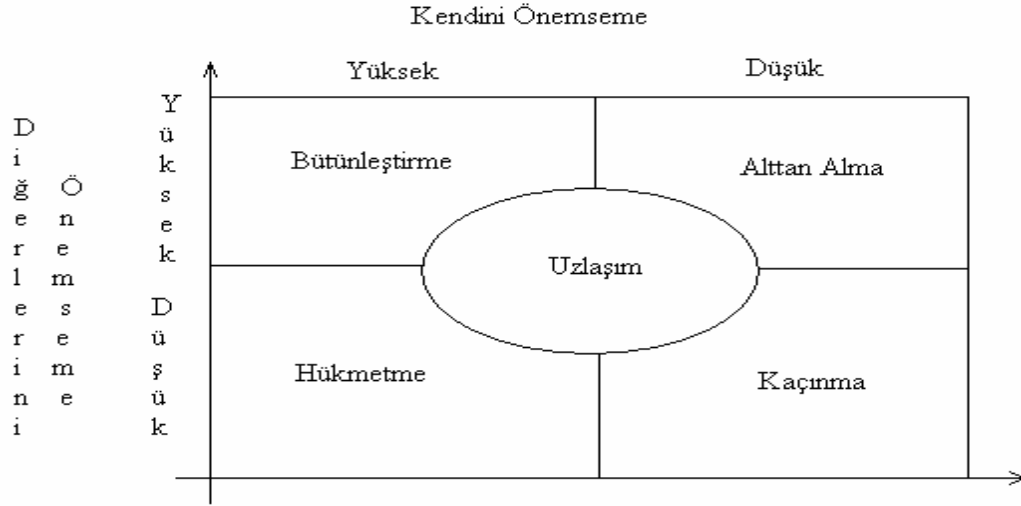 Kendini Önemseme
Yüksek
Düşük
Diğerlerini
Önemseme
Yüksek
Düşük
Bütünleştirme
Alttan Alma
Uzlaşım
Hükmetme
Kaçınma